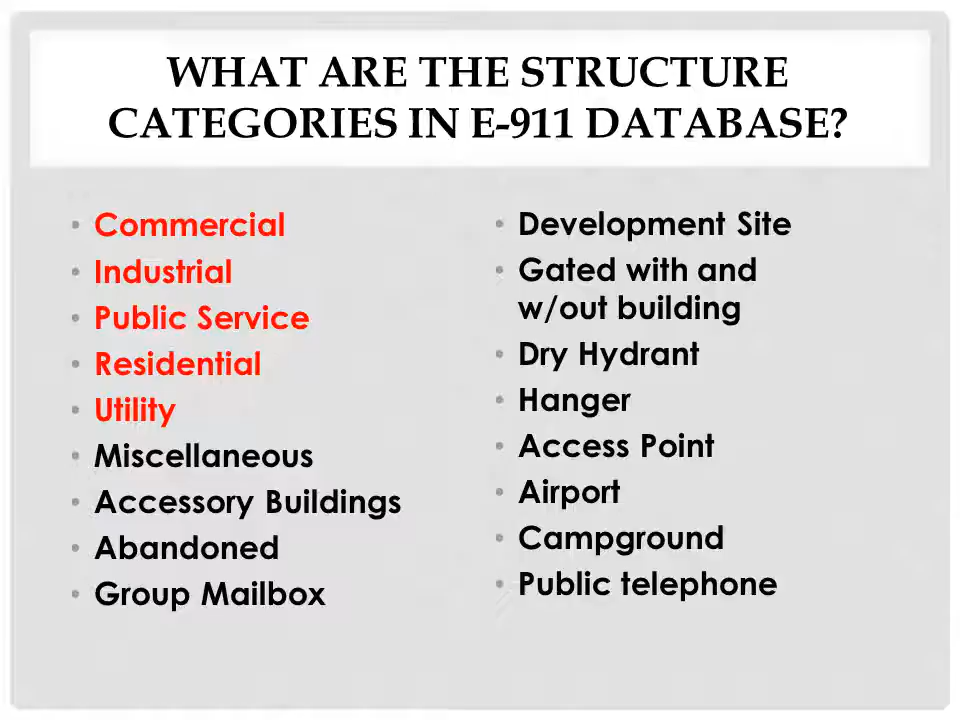 WHAT ARE THE STRUCTURE
CATEGORIES IN E-911 DATABASE?
• Commercial
• Industrial
• Public Service
• Residential
• Utility
• Miscellaneous
• Accessory Buildings
• Abandoned
• Group Mailbox
• Development Site
• Gated with and
w/out building
• Dry Hydrant
• Hanger
• Access Point
• Airport
• Campground
• Public telephone